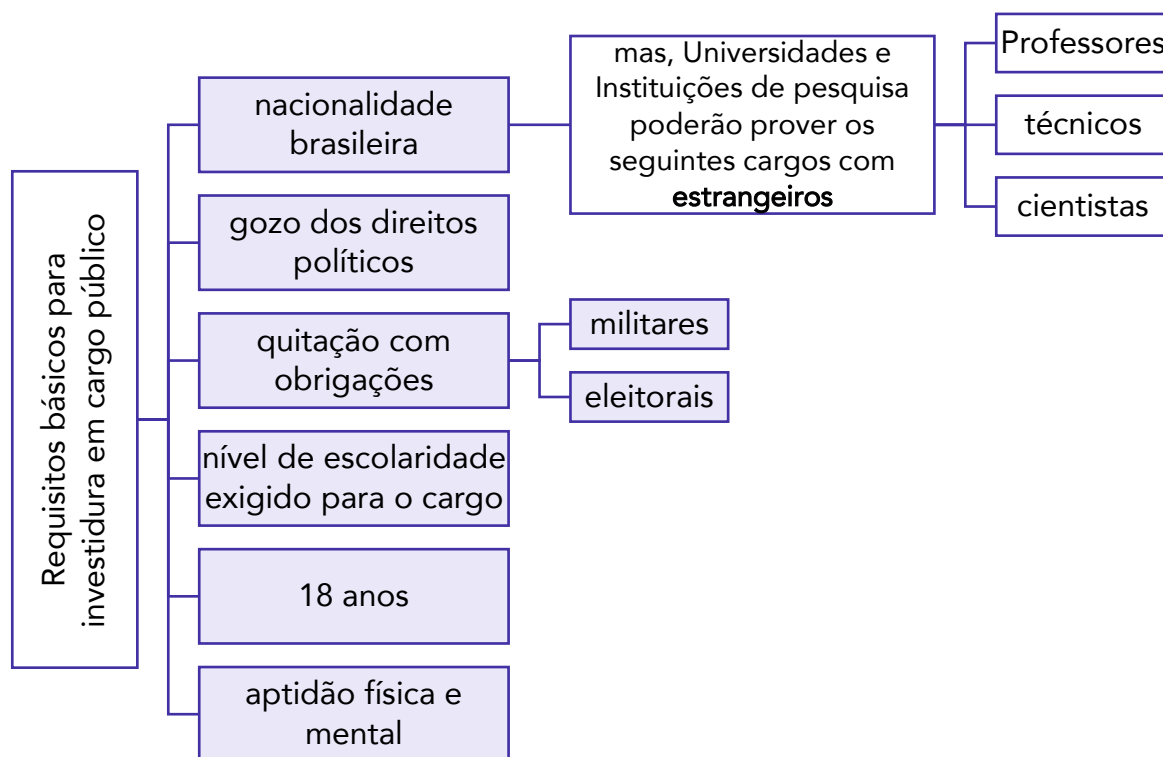 Requisitos básicos para
investidura em cargo público
nacionalidade
brasileira
mas, Universidades e
Instituições de pesquisa
poderão prover os
seguintes cargos com
estrangeiros
Professores
técnicos
cientistas
gozo dos direitos
políticos
quitação com
obrigações
militares
eleitorais
nível de escolaridade
exigido para o cargo
18 anos
aptidão física e
mental